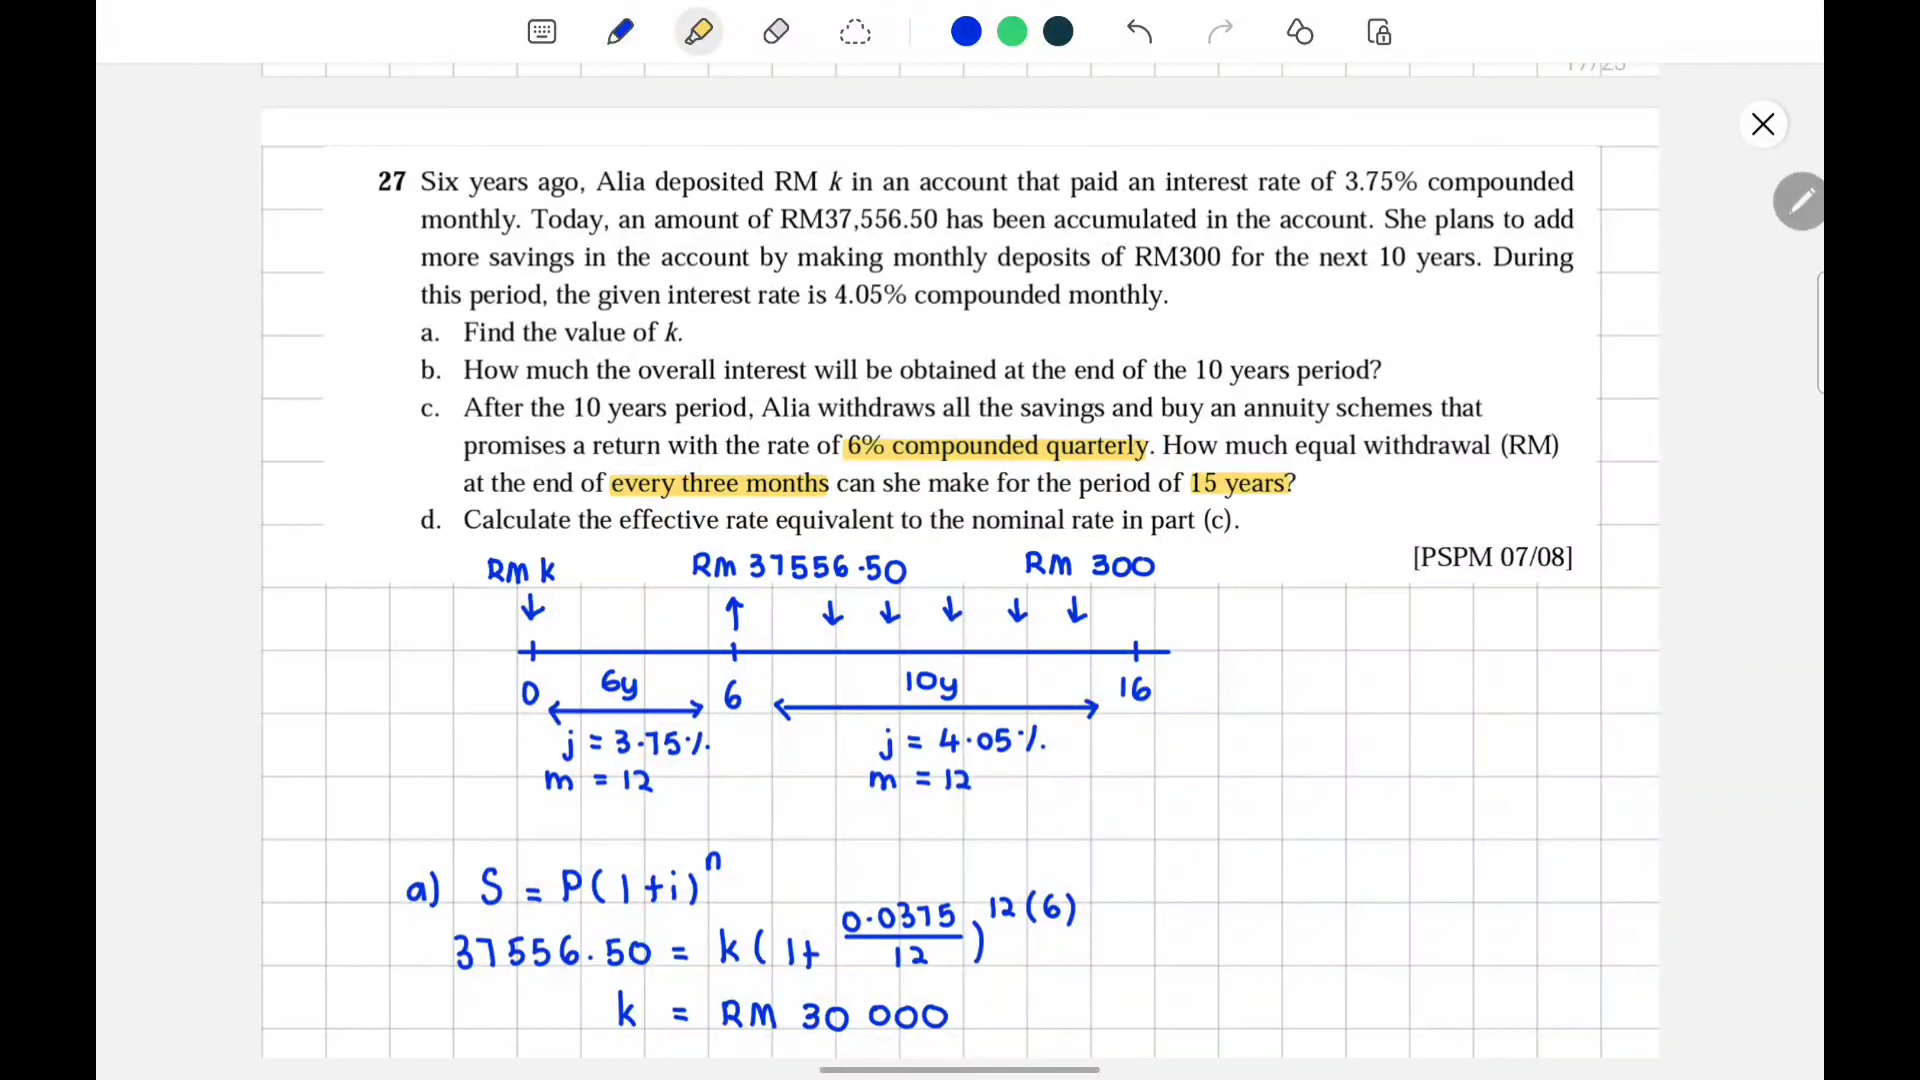 27 Six years ago, Alia deposited RM k in an account that paid an interest rate of 3.75% compounded
monthly. Today, an amount of RM37,556.50 has been accumulated in the account. She plans to add
more savings in the account by making monthly deposits of RM300 for the next 10 years. During
this period, the given interest rate is 4.05% compounded monthly.
a. Find the value of k.
b. How much the overall interest will be obtained at the end of the 10 years period?
c. After the 10 years period, Alia withdraws all the savings and buy an annuity schemes that
promises a return with the rate of 6% compounded quarterly. How much equal withdrawal (RM)
at the end of every three months can she make for the period of 15 years?
d. Calculate the effective rate equivalent to the nominal rate in part (c).
[PSPM 07/08]
RM k RM 37556.50 RM 300
0 6y 6 10y 16
j = 3.75% j = 4.05%
m = 12 m = 12
a) S = P(1+i)^n
37556.50 = k(1+ 0.0375/12)^12(6)
k = RM 30 000